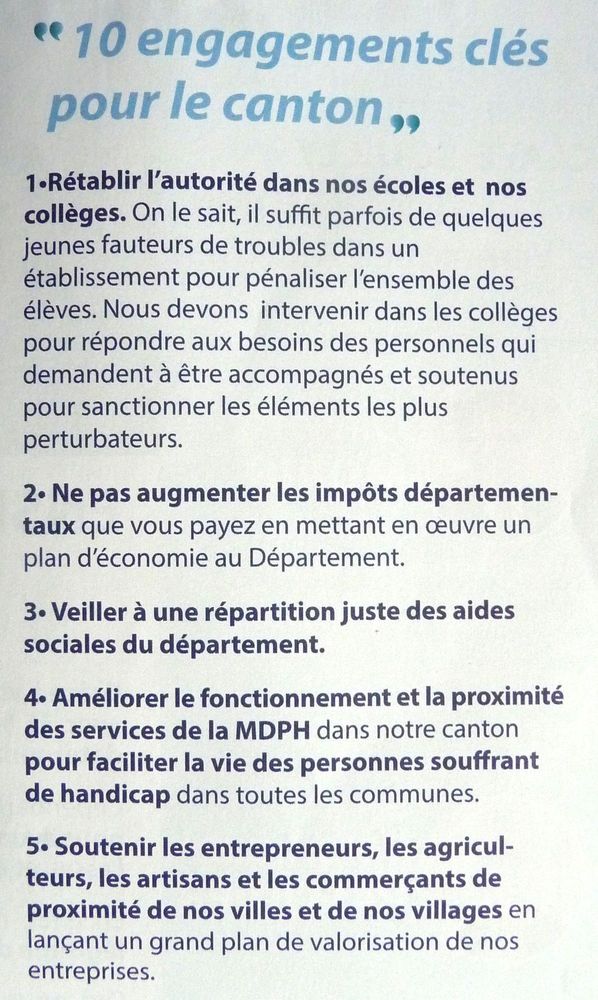 “ 10 engagements clés
pour le canton ”
1•Rétablir l’autorité dans nos écoles et nos
collèges. On le sait, il suffit parfois de quelques
jeunes fauteurs de troubles dans un
établissement pour pénaliser l’ensemble des
élèves. Nous devons intervenir dans les collèges
pour répondre aux besoins des personnels qui
demandent à être accompagnés et soutenus
pour sanctionner les éléments les plus
perturbateurs.
2• Ne pas augmenter les impôts départemen-
taux que vous payez en mettant en œuvre un
plan d’économie au Département.
3• Veiller à une répartition juste des aides
sociales du département.
4• Améliorer le fonctionnement et la proximité
des services de la MDPH dans notre canton
pour faciliter la vie des personnes souffrant
de handicap dans toutes les communes.
5• Soutenir les entrepreneurs, les agricul-
teurs, les artisans et les commerçants de
proximité de nos villes et de nos villages en
lançant un grand plan de valorisation de nos
entreprises.